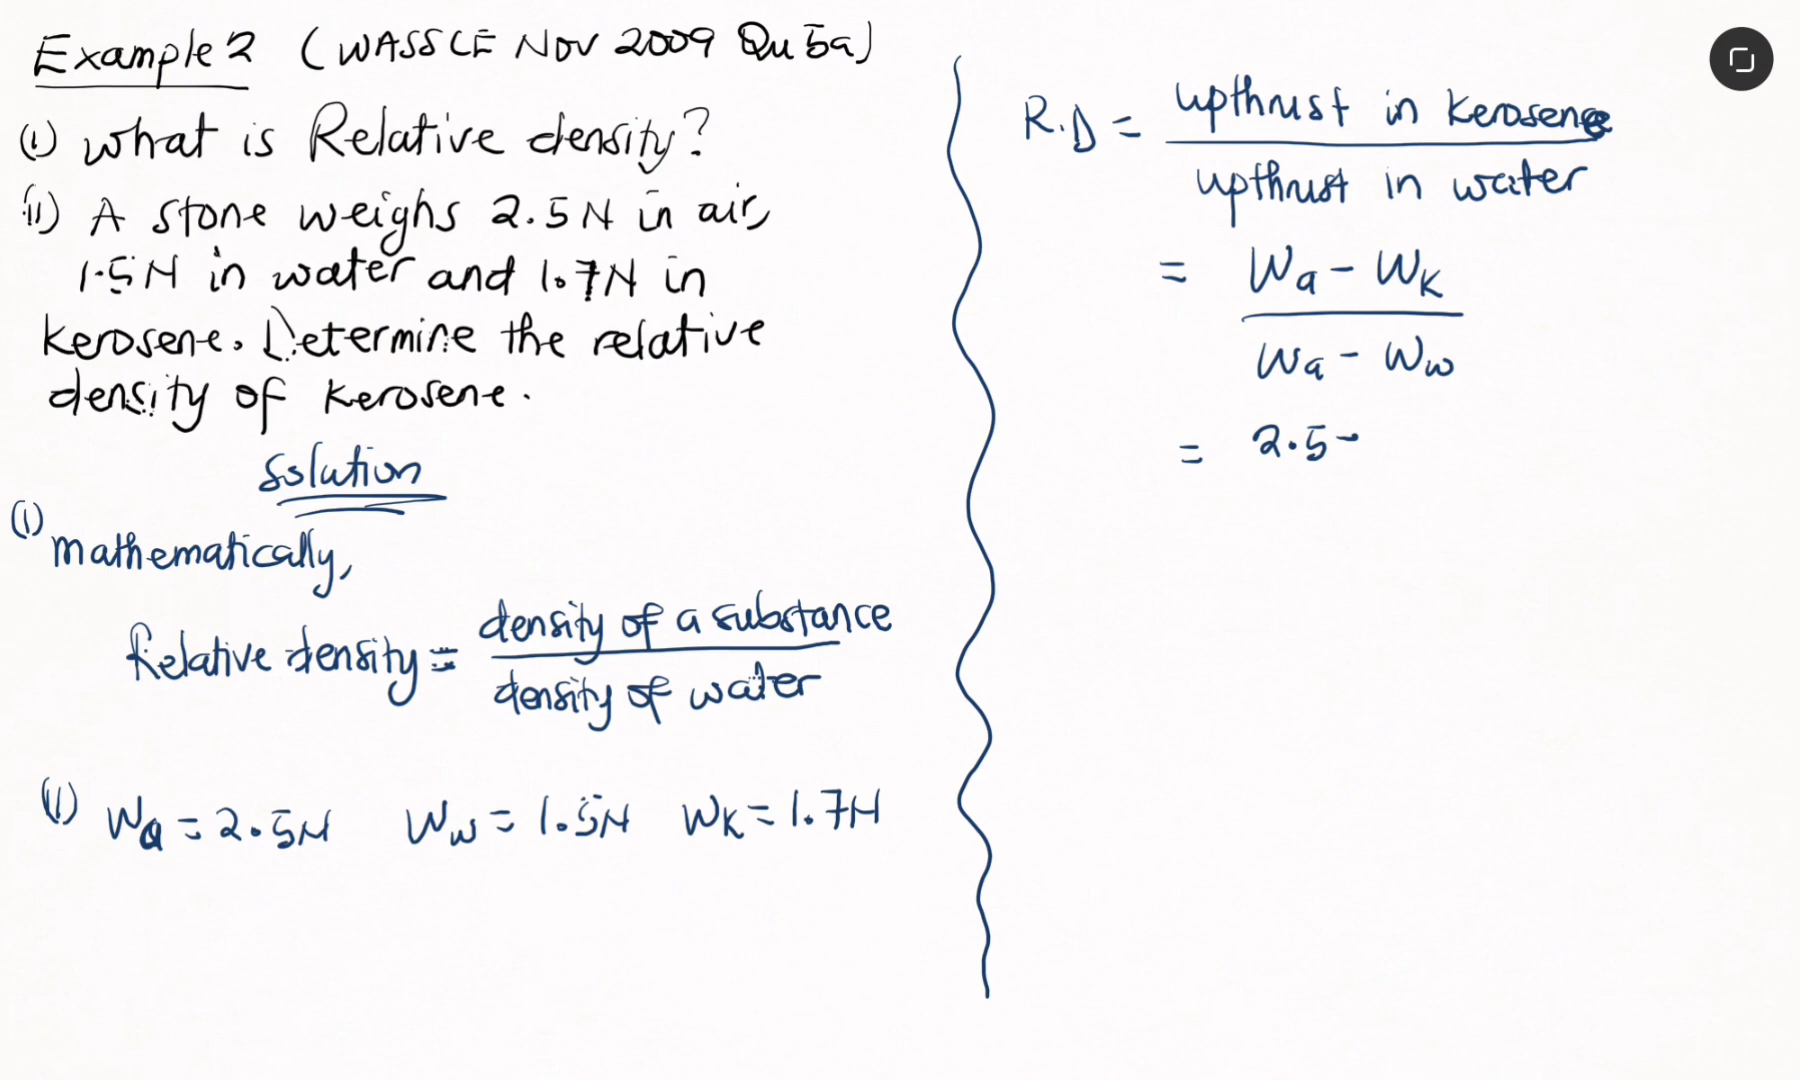 Example 2 (WASSCE Nov 2009 Qu 5a)
(i) what is Relative density?
(ii) A stone weighs 2.5N in air,
1.5N in water and 1.7N in
kerosene. Determine the relative
density of kerosene.
Solution
(i)
mathematically,
Relative density = density of a substance
density of water
(ii) Wa = 2.5N Ww = 1.5N WK = 1.7N
R.D = upthrust in kerosene
upthrust in water
= Wa - WK
Wa - Ww
= 2.5 -